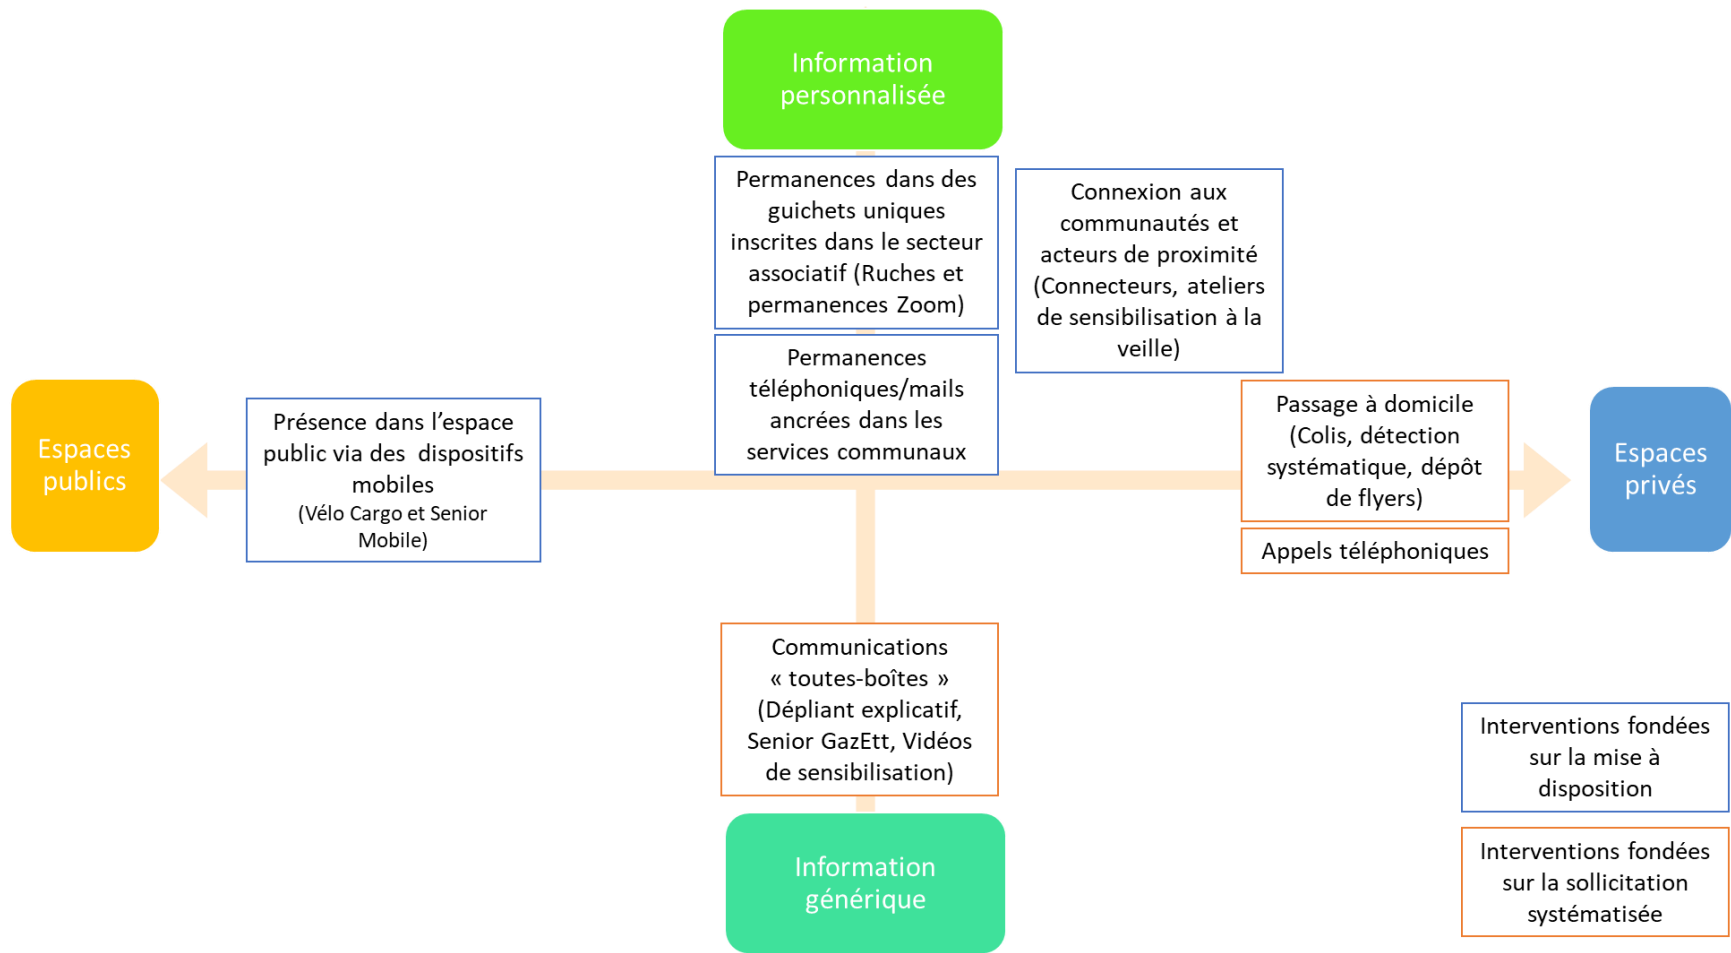 Information
personnalisée
Permanences dans des
guichets uniques
inscrites dans le secteur
associatif (Ruches et
permanences Zoom)
Connexion aux
communautés et
acteurs de proximité
(Connecteurs, ateliers
de sensibilisation à la
veille)
Permanences
téléphoniques/mails
ancrées dans les
services communaux
Espaces
publics
Présence dans l’espace
public via des dispositifs
mobiles
(Vélo Cargo et Senior
Mobile)
Passage à domicile
(Colis, détection
systématique, dépôt
de flyers)
Appels téléphoniques
Espaces
privés
Communications
« toutes-boîtes »
(Dépliant explicatif,
Senior GazEtt, Vidéos
de sensibilisation)
Information
générique
Interventions fondées
sur la mise à
disposition
Interventions fondées
sur la sollicitation
systématisée